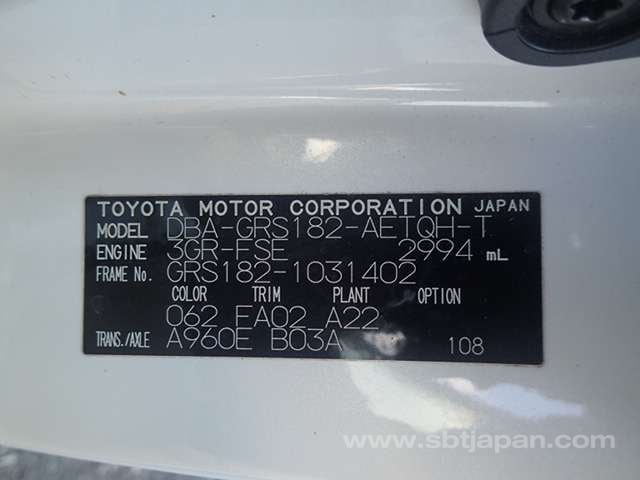 TOYOTA MOTOR CORPORATION JAPAN
MODEL DBA-GRS182-AETQH-T
ENGINE 3GR-FSE 2994 mL
FRAME No. GRS182-1031402
COLOR TRIM PLANT OPTION
062 FA02 A22
TRANS./AXLE A960E B03A 108
www.sbtjapan.com